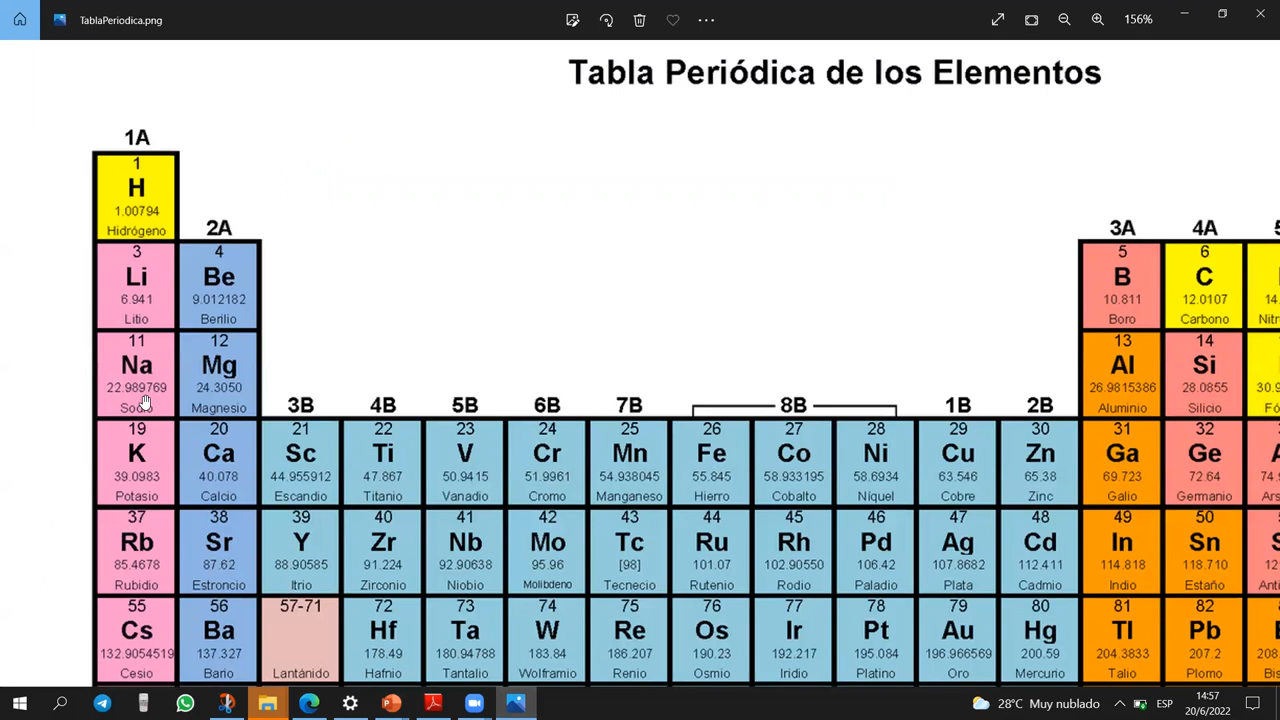 TablaPeriodica.png
156%
Tabla Periódica de los Elementos
1A
1
H
1.00794
Hidrógeno
2A
3A
4A
3
Li
6.941
Litio
4
Be
9.012182
Berilio
5
B
10.811
Boro
6
C
12.0107
Carbono
11
Na
22.989769
Sodio
12
Mg
24.3050
Magnesio
3B
4B
5B
6B
7B
8B
1B
2B
13
Al
26.9815386
Aluminio
14
Si
28.0855
Silicio
19
K
39.0983
Potasio
20
Ca
40.078
Calcio
21
Sc
44.955912
Escandio
22
Ti
47.867
Titanio
23
V
50.9415
Vanadio
24
Cr
51.9961
Cromo
25
Mn
54.938045
Manganeso
26
Fe
55.845
Hierro
27
Co
58.933195
Cobalto
28
Ni
58.6934
Níquel
29
Cu
63.546
Cobre
30
Zn
65.38
Zinc
31
Ga
69.723
Galio
32
Ge
72.64
Germanio
37
Rb
85.4678
Rubidio
38
Sr
87.62
Estroncio
39
Y
88.90585
Itrio
40
Zr
91.224
Zirconio
41
Nb
92.90638
Niobio
42
Mo
95.96
Molibdeno
43
Tc
[98]
Tecnecio
44
Ru
101.07
Rutenio
45
Rh
102.90550
Rodio
46
Pd
106.42
Paladio
47
Ag
107.8682
Plata
48
Cd
112.411
Cadmio
49
In
114.818
Indio
50
Sn
118.710
Estaño
55
Cs
132.9054519
Cesio
56
Ba
137.327
Bario
57-71
Lantánido
72
Hf
178.49
Hafnio
73
Ta
180.94788
Tantalio
74
W
183.84
Wolframio
75
Re
186.207
Renio
76
Os
190.23
Osmio
77
Ir
192.217
Iridio
78
Pt
195.084
Platino
79
Au
196.966569
Oro
80
Hg
200.59
Mercurio
81
Tl
204.3833
Talio
82
Pb
207.2
Plomo
28°C Muy nublado
ESP
14:57
20/6/2022